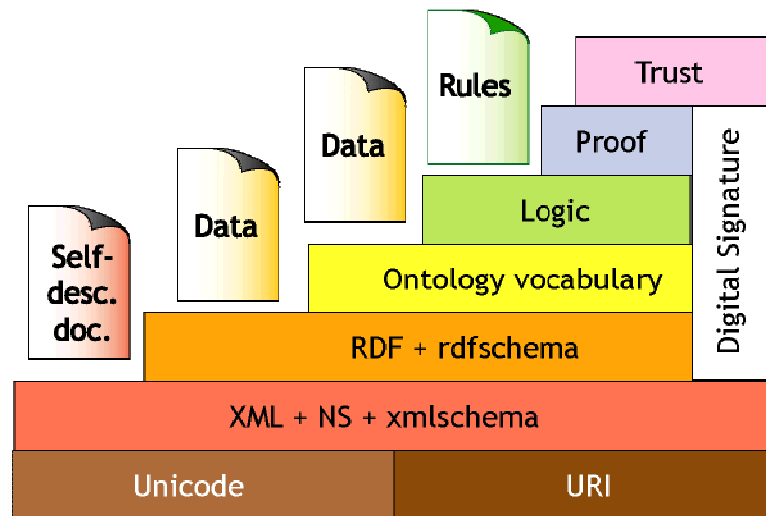 Rules
Trust
Data
Proof
Data
Logic
Self-
desc.
doc.
Ontology vocabulary
Digital Signature
RDF + rdfschema
XML + NS + xmlschema
Unicode
URI